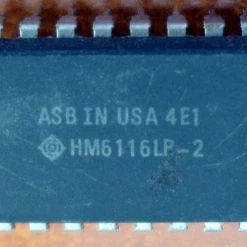 ASB IN USA 4E1
HM6116LP-2